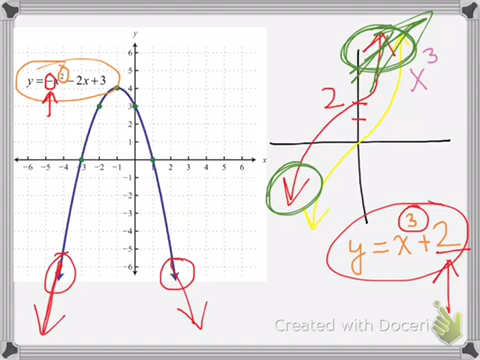 y = −x² − 2x + 3
y
x
−6 −5 −4 −3 −2 −1 1 2 4 6
6
5
4
3
2
1
−1
−2
−3
−4
−5
−6
x³
2
y = x³ + 2
Created with Doceri